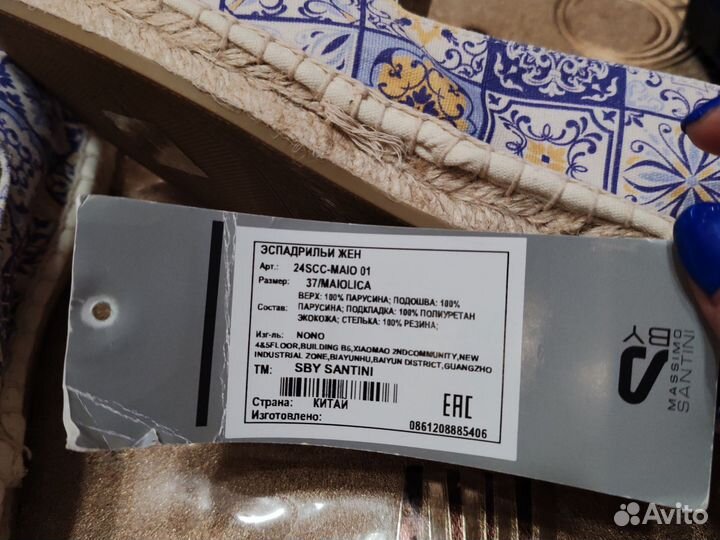 ЭСПАДРИЛЬИ ЖЕН
Арт.: 24SCC-MAIO 01
Размер: 37/MAIOLICA
Состав: ВЕРХ: 100% ПАРУСИНА; ПОДОШВА: 100%
ПАРУСИНА; ПОДКЛАДКА: 100% ПОЛИУРЕТАН
ЭКОКОЖА; СТЕЛЬКА: 100% РЕЗИНА;
Изг-ль: NONO
4&5FLOOR,BUILDING B6,XIAOMAO 2NDCOMMUNITY,NEW
INDUSTRIAL ZONE,BIAYUNHU,BAIYUN DISTRICT,GUANGZHO
TM: SBY SANTINI
Страна: КИТАЙ
Изготовлено:
EAC
0861208885406
BY
MASSIMO
SANTINI
Avito